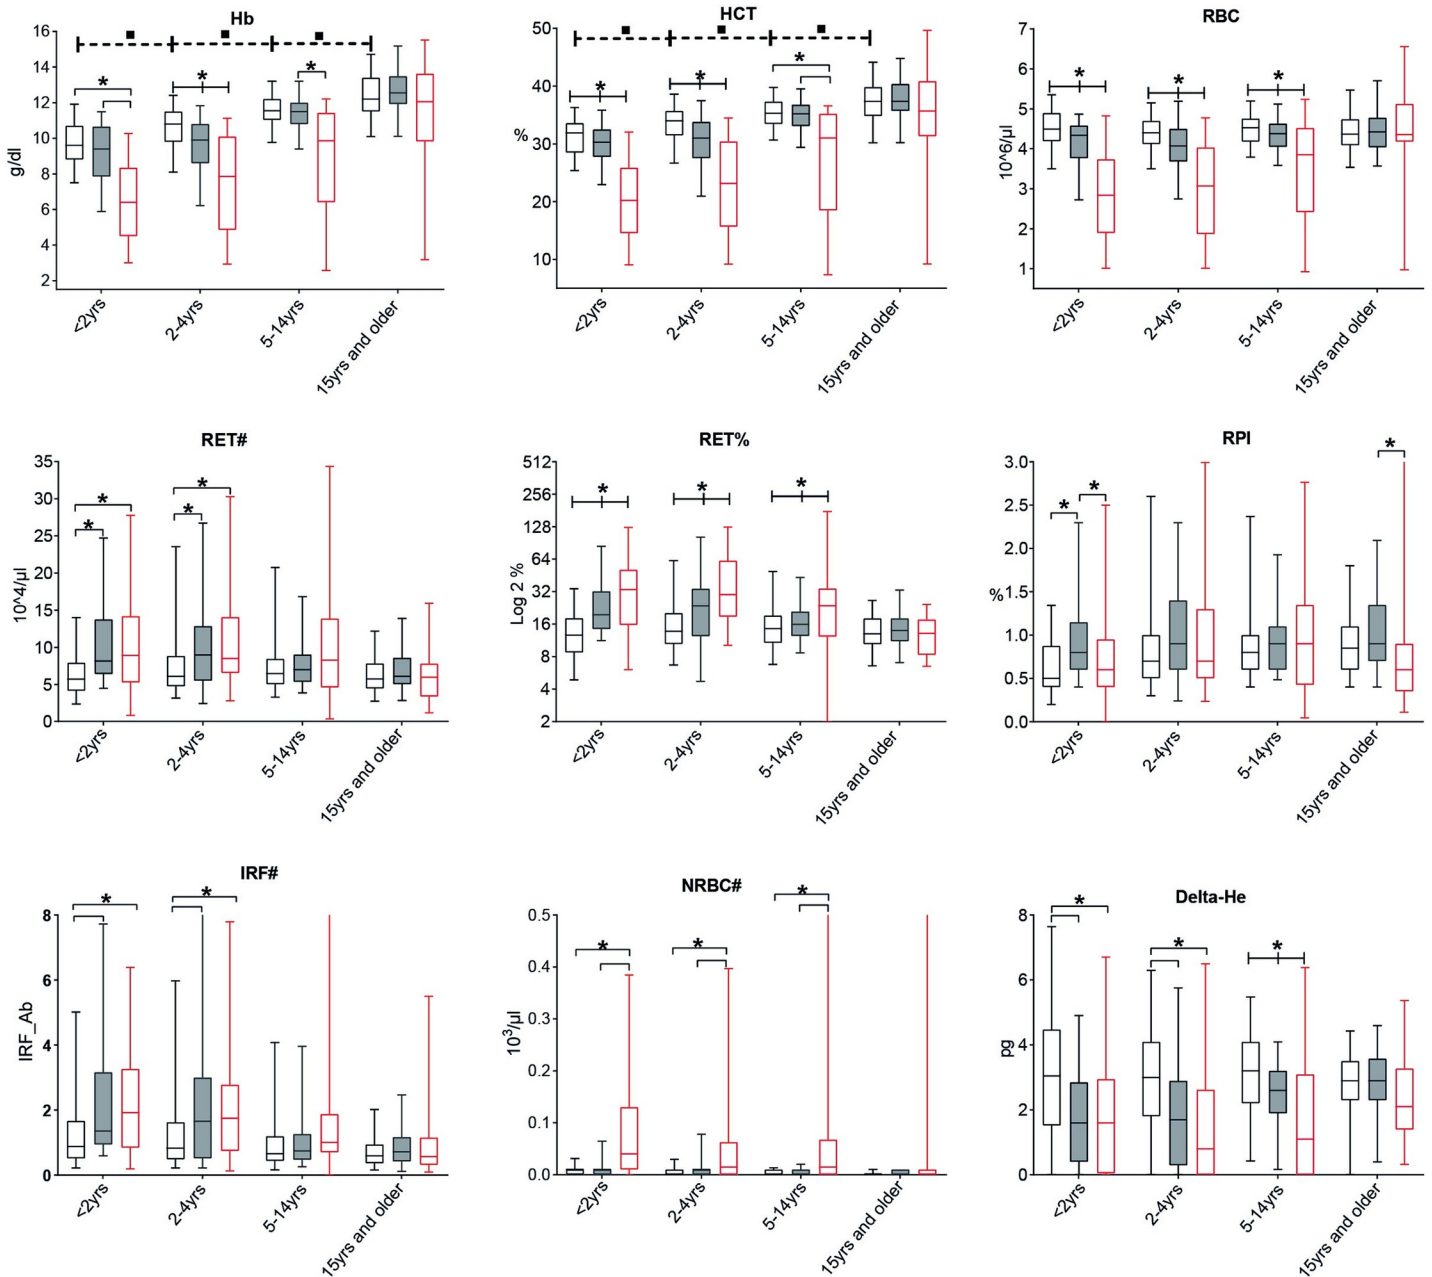 Hb
HCT
RBC
16
14
12
10
8
6
4
2
g/dl
* * *
<2yrs
2-4yrs
5-14yrs
15yrs and older
50
40
30
20
10
%
* * *
<2yrs
2-4yrs
5-14yrs
15yrs and older
7
6
5
4
3
2
1
10^6/µl
* * *
<2yrs
2-4yrs
5-14yrs
15yrs and older
RET#
RET%
RPI
35
30
25
20
15
10
5
0
10^4/µl
* * * *
<2yrs
2-4yrs
5-14yrs
15yrs and older
512
256
128
64
32
16
8
4
2
Log 2 %
* * *
<2yrs
2-4yrs
5-14yrs
15yrs and older
3.0
2.5
2.0
1.5
1.0
0.5
0.0
%
* * *
<2yrs
2-4yrs
5-14yrs
15yrs and older
IRF#
NRBC#
Delta-He
8
6
4
2
0
IRF_Ab
* *
<2yrs
2-4yrs
5-14yrs
15yrs and older
0.5
0.4
0.3
0.2
0.1
0.0
10³/µl
* * *
<2yrs
2-4yrs
5-14yrs
15yrs and older
8
6
4
2
0
pg
* * *
<2yrs
2-4yrs
5-14yrs
15yrs and older